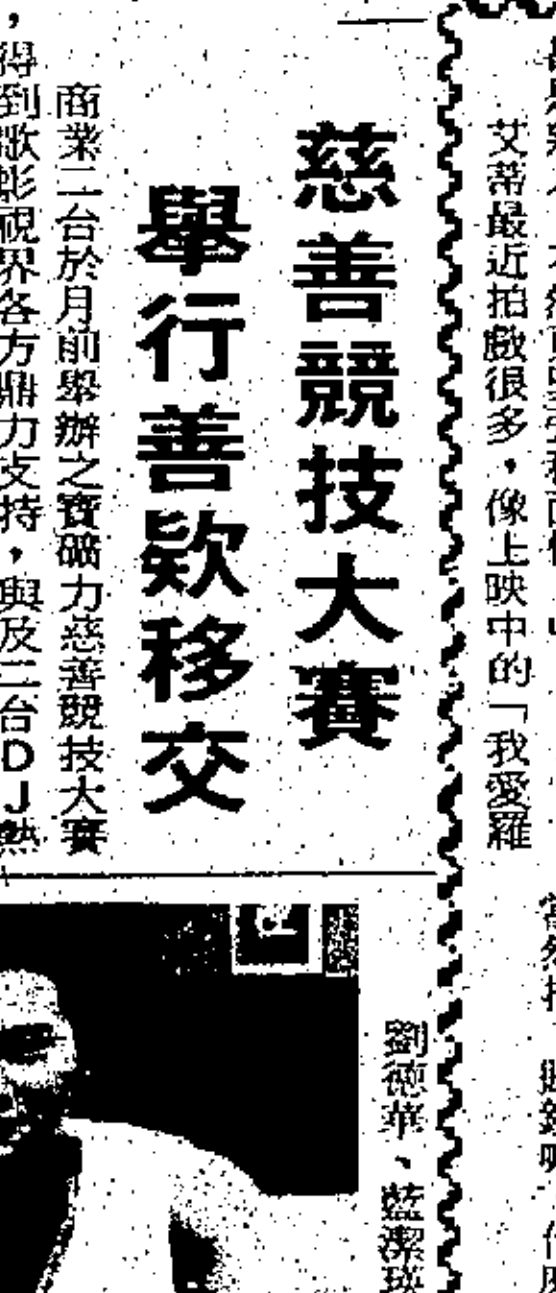 艾蒂最近拍戲很多，像上映中的「我愛羅
慈善競技大賽
舉行善欵移交
商業二台於月前舉辦之寶礦力慈善競技大賽
，得到歌影視界各方鼎力支持，與及二台DJ熱
劉德華、藍潔瑛